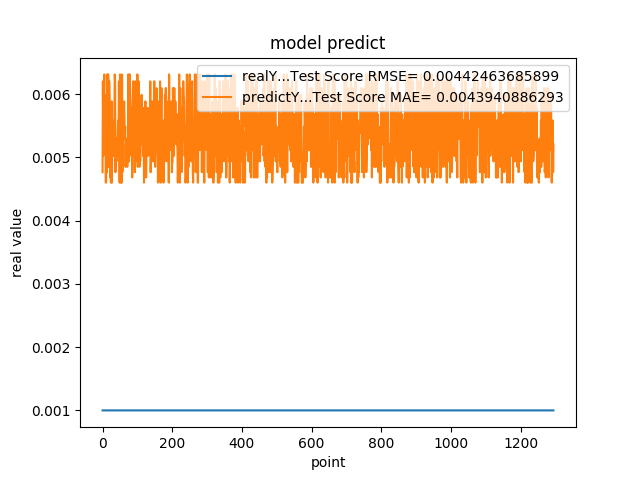 model predict
realY...Test Score RMSE= 0.00442463685899
predictY...Test Score MAE= 0.0043940886293
0.006
0.005
0.004
0.003
0.002
0.001
real value
0 200 400 600 800 1000 1200
point